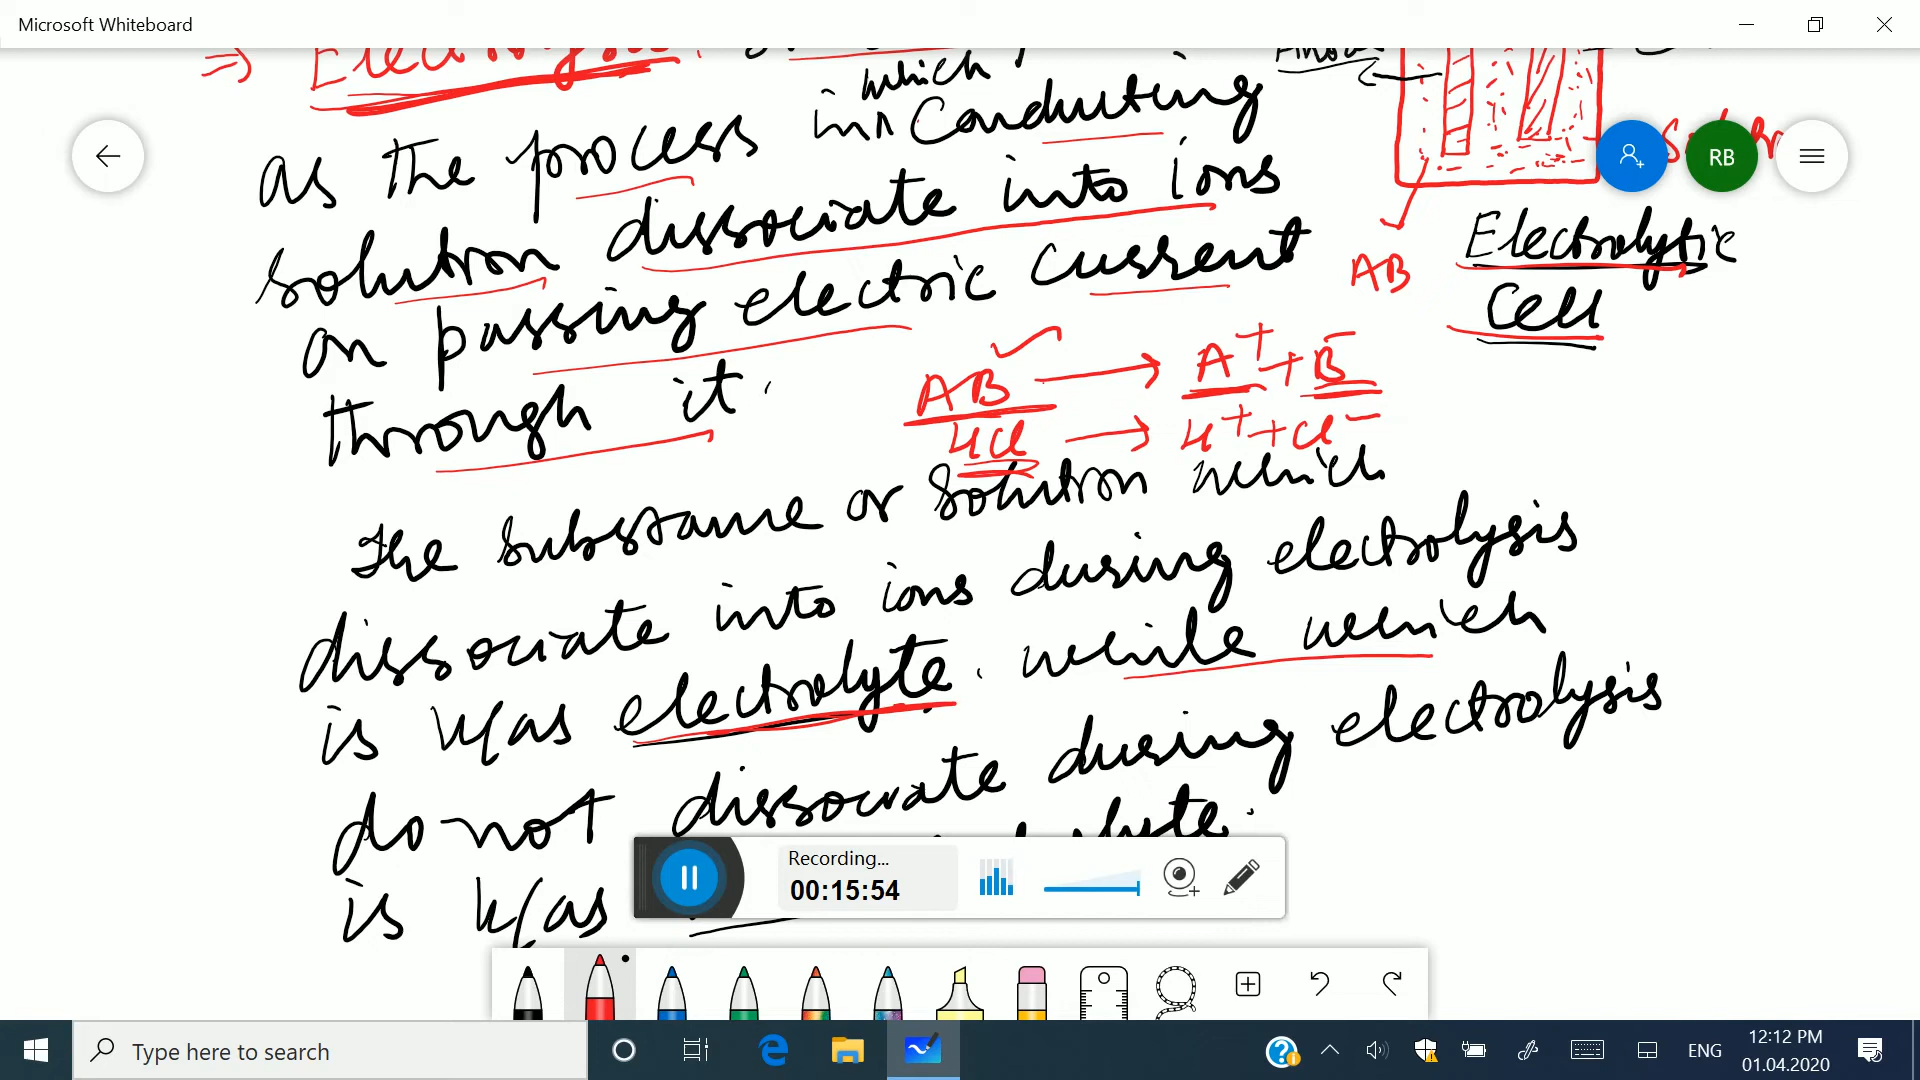 Microsoft Whiteboard
⇒ Electrolysis
which
as the process in ∧ conducting
solution dissociate into ions
on passing electric current
through it.
AB
Electrolytic
Cell
AB → A⁺ + B⁻
HCl → H⁺ + Cl⁻
The substance or solution which
dissociate into ions during electrolysis
is k/as electrolyte. while which
do not dissociate during electrolysis
is k/as
RB
Recording...
00:15:54
Type here to search
ENG
12:12 PM
01.04.2020